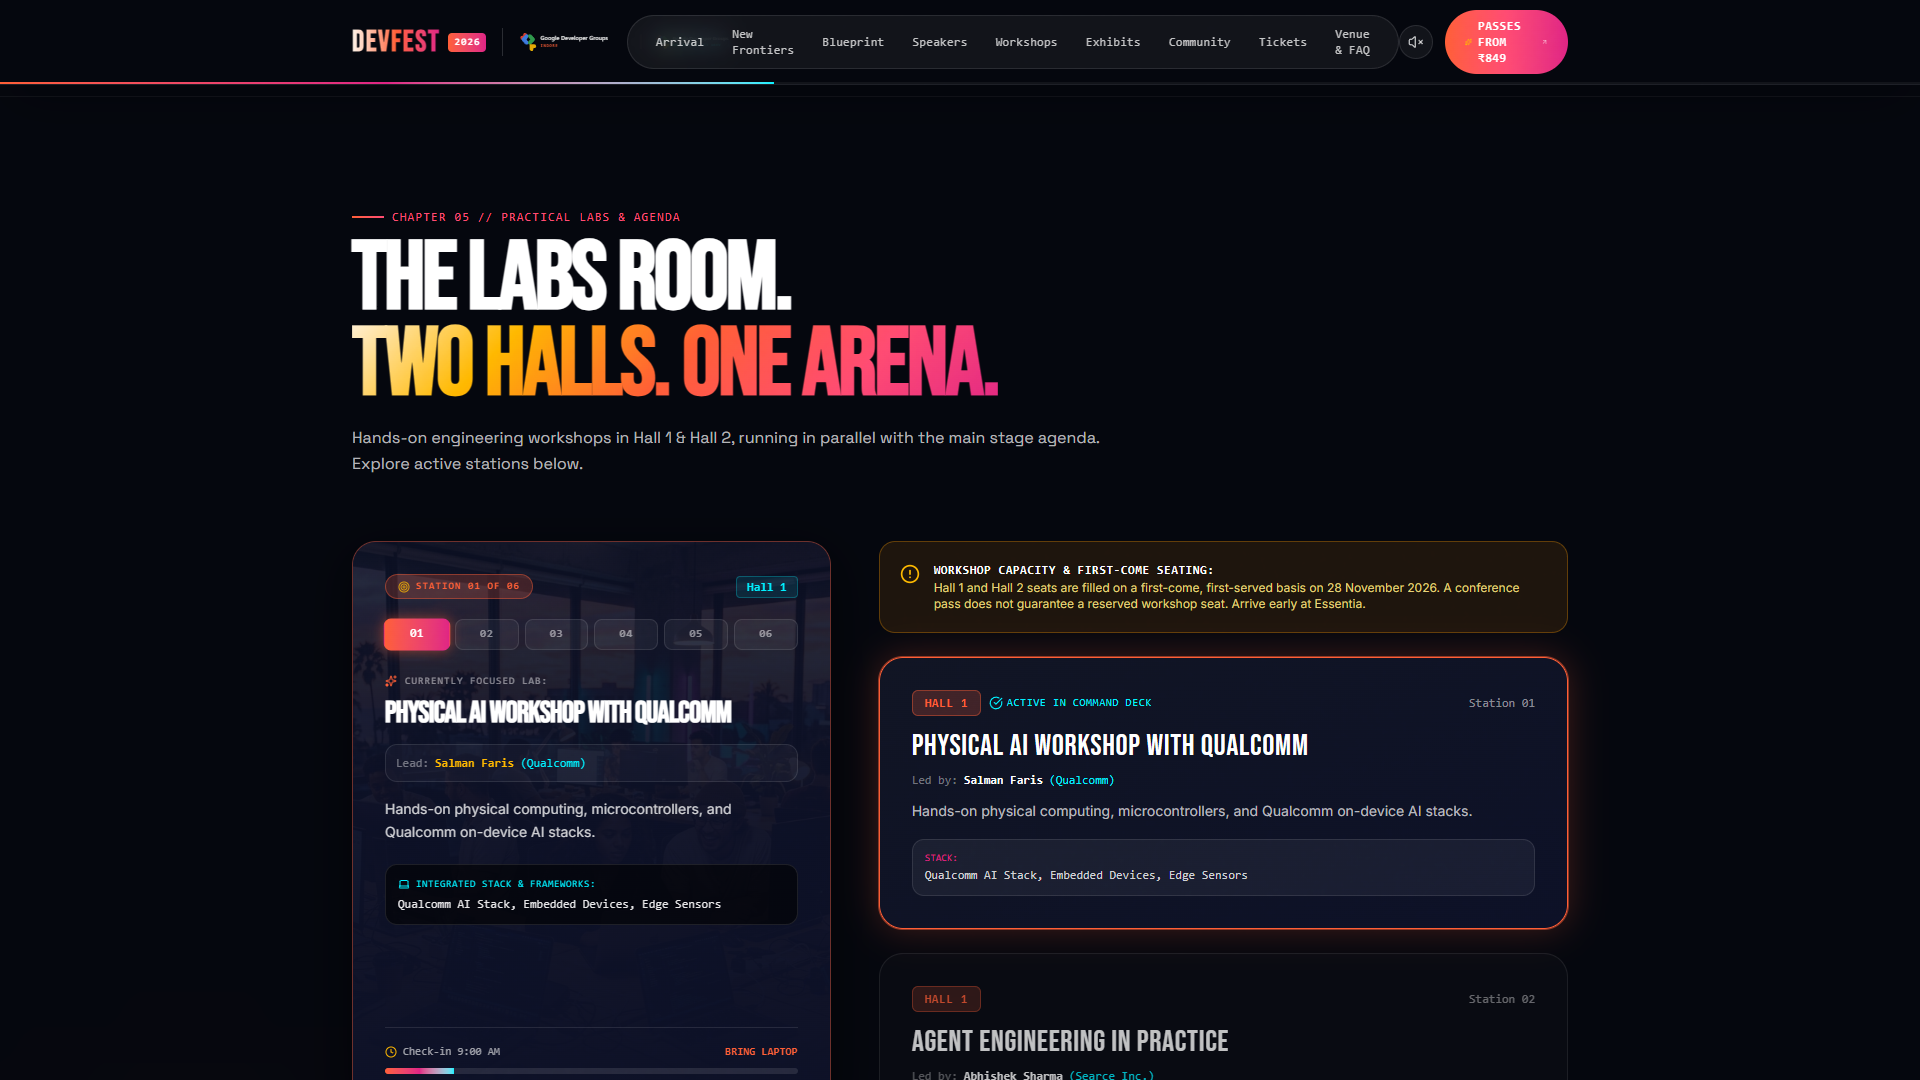 DEVFEST 2026
Google Developer Groups
Arrival
New Frontiers
Blueprint
Speakers
Workshops
Exhibits
Community
Tickets
Venue & FAQ
PASSES FROM ₹849
CHAPTER 05 // PRACTICAL LABS & AGENDA
THE LABS ROOM.
TWO HALLS. ONE ARENA.
Hands-on engineering workshops in Hall 1 & Hall 2, running in parallel with the main stage agenda.
Explore active stations below.
STATION 01 OF 06
Hall 1
01 02 03 04 05 06
CURRENTLY FOCUSED LAB:
PHYSICAL AI WORKSHOP WITH QUALCOMM
Lead: Salman Faris (Qualcomm)
Hands-on physical computing, microcontrollers, and
Qualcomm on-device AI stacks.
INTEGRATED STACK & FRAMEWORKS:
Qualcomm AI Stack, Embedded Devices, Edge Sensors
Check-in 9:00 AM
BRING LAPTOP
WORKSHOP CAPACITY & FIRST-COME SEATING:
Hall 1 and Hall 2 seats are filled on a first-come, first-served basis on 28 November 2026. A conference
pass does not guarantee a reserved workshop seat. Arrive early at Essentia.
HALL 1
ACTIVE IN COMMAND DECK
Station 01
PHYSICAL AI WORKSHOP WITH QUALCOMM
Led by: Salman Faris (Qualcomm)
Hands-on physical computing, microcontrollers, and Qualcomm on-device AI stacks.
STACK:
Qualcomm AI Stack, Embedded Devices, Edge Sensors
HALL 1
Station 02
AGENT ENGINEERING IN PRACTICE
Led by: Abhishek Sharma (Searce Inc.)